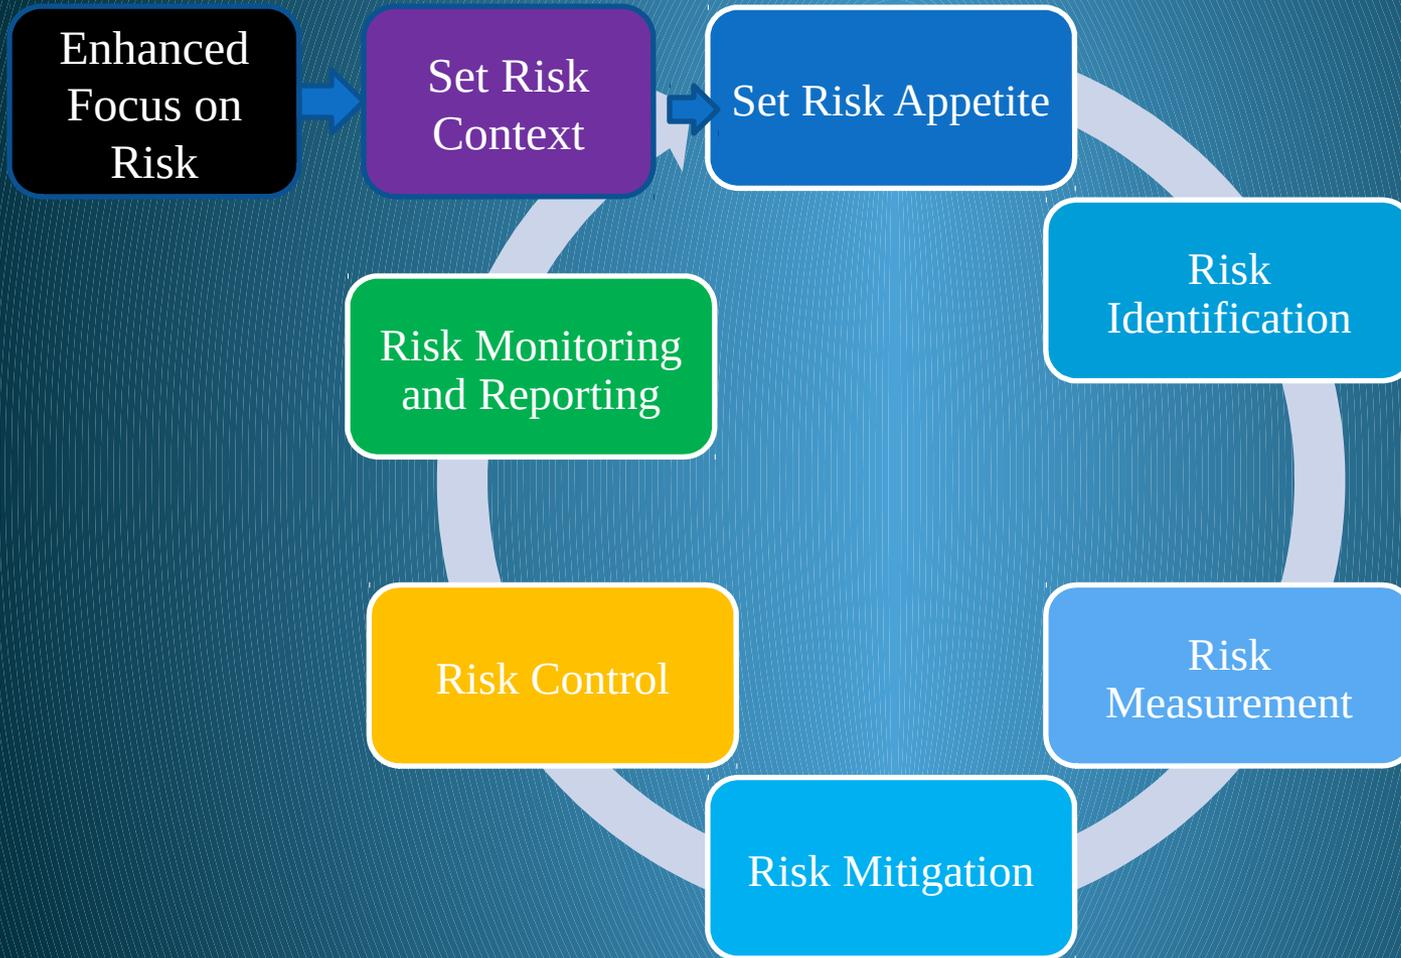 Enhanced
Focus on
Risk
Set Risk
Context
Set Risk Appetite
Risk
Identification
Risk
Measurement
Risk Mitigation
Risk Control
Risk Monitoring
and Reporting